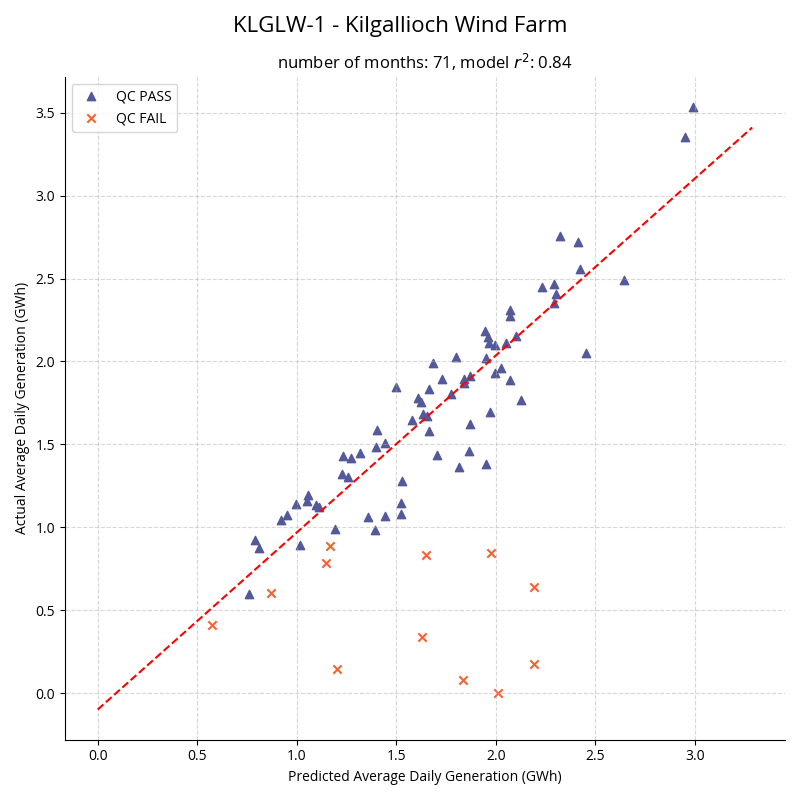 KLGLW-1 - Kilgallioch Wind Farm
number of months: 71, model r²: 0.84
QC PASS
QC FAIL
3.5
3.0
2.5
2.0
1.5
1.0
0.5
0.0
Actual Average Daily Generation (GWh)
0.0 0.5 1.0 1.5 2.0 2.5 3.0
Predicted Average Daily Generation (GWh)